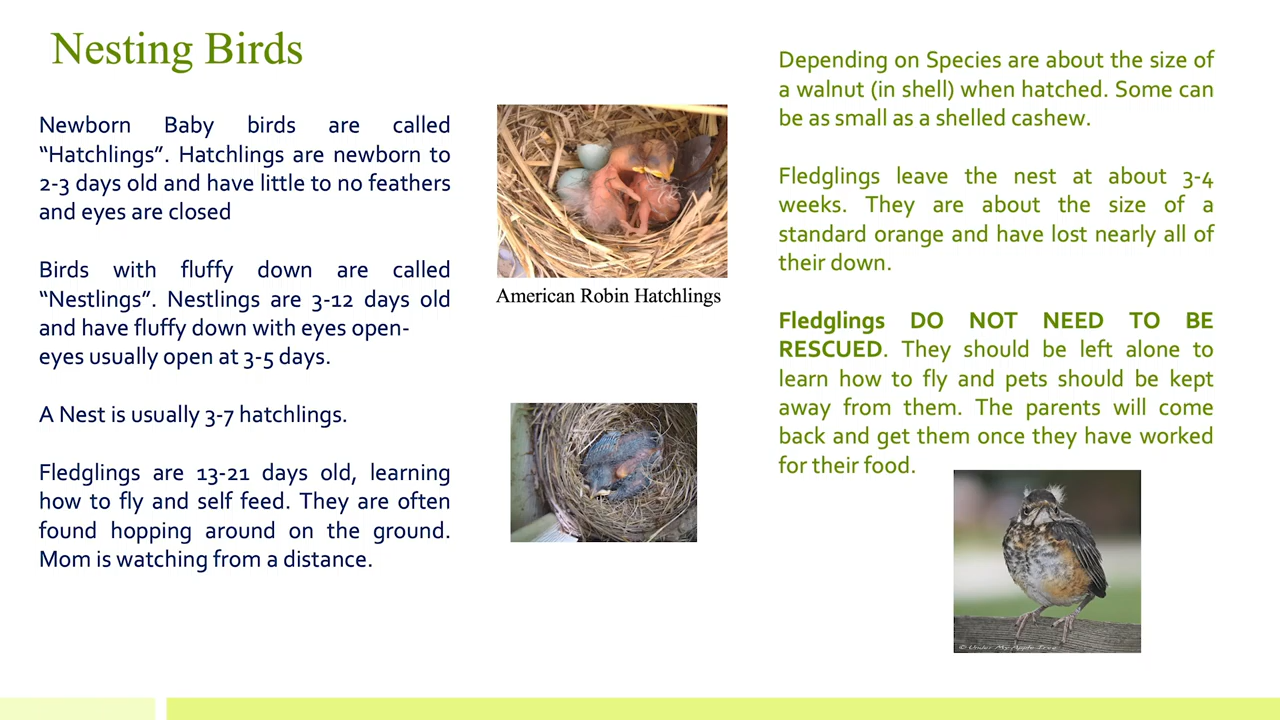 Nesting Birds
Newborn Baby birds are called
“Hatchlings”. Hatchlings are newborn to
2-3 days old and have little to no feathers
and eyes are closed
Birds with fluffy down are called
“Nestlings”. Nestlings are 3-12 days old
and have fluffy down with eyes open-
eyes usually open at 3-5 days.
A Nest is usually 3-7 hatchlings.
Fledglings are 13-21 days old, learning
how to fly and self feed. They are often
found hopping around on the ground.
Mom is watching from a distance.
American Robin Hatchlings
Depending on Species are about the size of
a walnut (in shell) when hatched. Some can
be as small as a shelled cashew.
Fledglings leave the nest at about 3-4
weeks. They are about the size of a
standard orange and have lost nearly all of
their down.
Fledglings DO NOT NEED TO BE
RESCUED. They should be left alone to
learn how to fly and pets should be kept
away from them. The parents will come
back and get them once they have worked
for their food.
© Under My Apple Tree